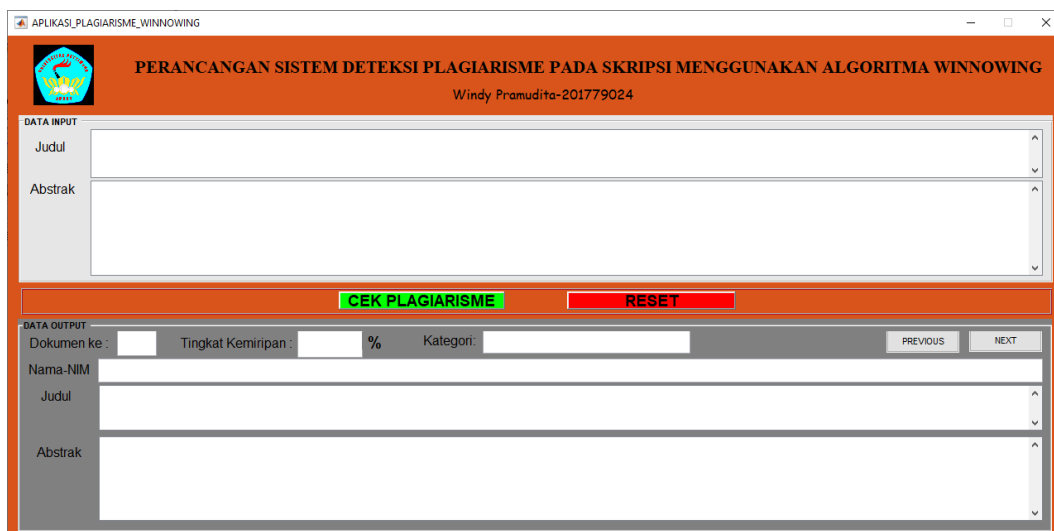 APLIKASI_PLAGIARISME_WINNOWING
PERANCANGAN SISTEM DETEKSI PLAGIARISME PADA SKRIPSI MENGGUNAKAN ALGORITMA WINNOWING
Windy Pramudita-201779024
DATA INPUT
Judul
Abstrak
CEK PLAGIARISME RESET
DATA OUTPUT
Dokumen ke : Tingkat Kemiripan : % Kategori: PREVIOUS NEXT
Nama-NIM
Judul
Abstrak